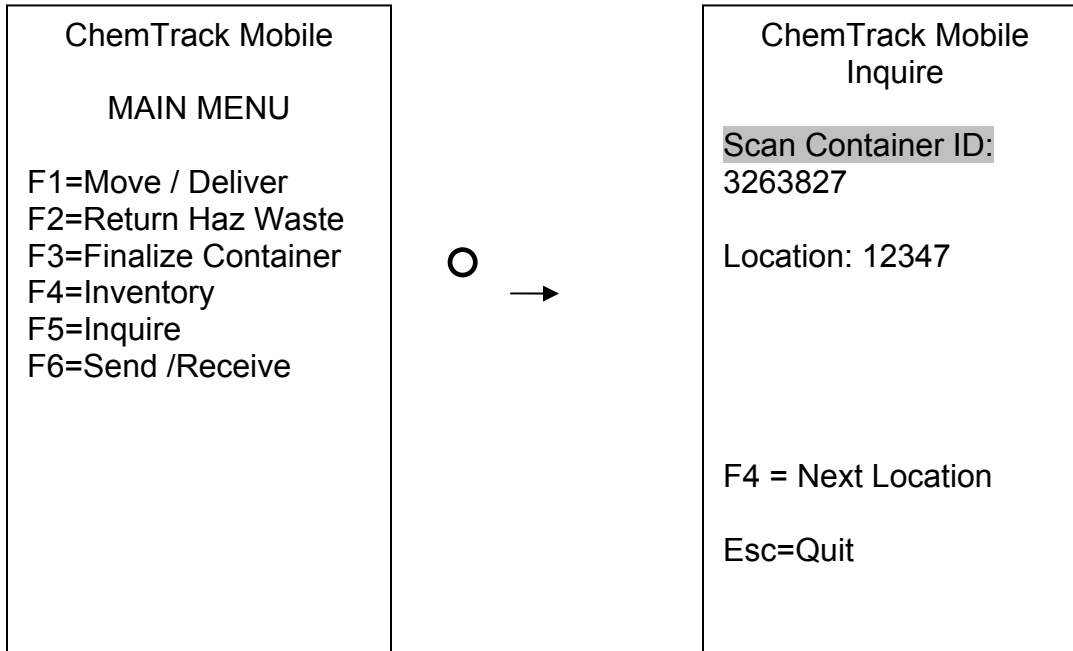 ChemTrack Mobile
MAIN MENU
F1=Move / Deliver
F2=Return Haz Waste
F3=Finalize Container
F4=Inventory
F5=Inquire
F6=Send /Receive
ChemTrack Mobile
Inquire
Scan Container ID:
3263827
Location: 12347
F4 = Next Location
Esc=Quit